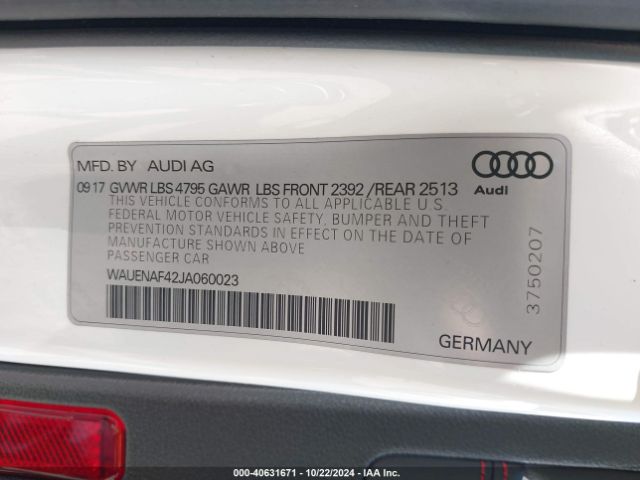 MFD. BY AUDI AG
09 17 GVWR LBS 4795 GAWR LBS FRONT 2392 /REAR 2513
THIS VEHICLE CONFORMS TO ALL APPLICABLE U.S
FEDERAL MOTOR VEHICLE SAFETY, BUMPER AND THEFT
PREVENTION STANDARDS IN EFFECT ON THE DATE OF
MANUFACTURE SHOWN ABOVE
PASSENGER CAR
WAUENAF42JA060023
Audi
3750207
GERMANY
000-40631671 - 10/22/2024 - IAA Inc.